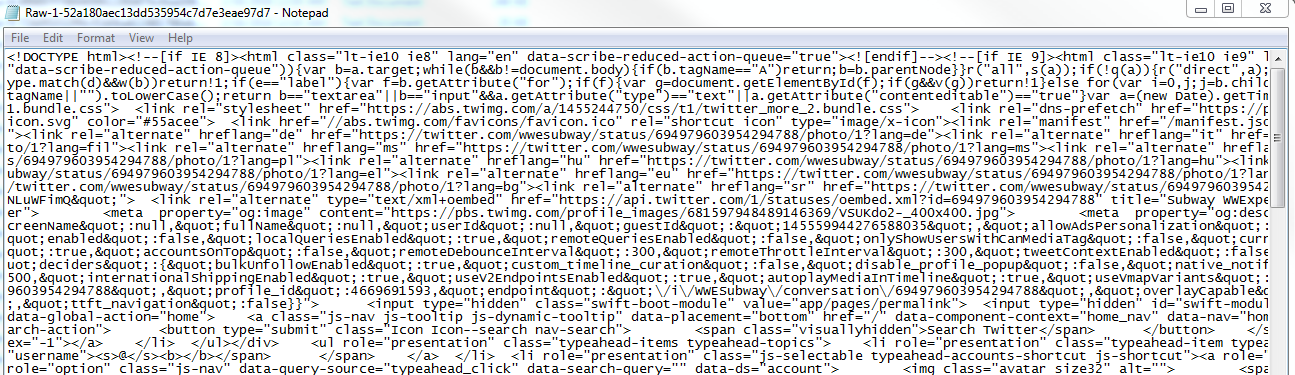 Raw-1-52a180aec13dd535954c7d7e3eae97d7 - Notepad
File Edit Format View Help
<!DOCTYPE html><!--[if IE 8]><html class="lt-ie10 ie8" lang="en" data-scribe-reduced-action-queue="true"><![endif]--><!--[if IE 9]><html class="lt-ie10 ie9" l
"data-scribe-reduced-action-queue")){var b=a.target;while(b&&b!=document.body){if(b.tagName=="A")return;b=b.parentNode}}r("all",s(a));if(!q(a)){r("direct",a);
ype.match(d)&&w(b))return!1;if(e=="label"){var f=b.getAttribute("for");if(f){var g=document.getElementById(f);if(g&&v(g))return!1}else for(var i=0,j;j=b.chil
tagName||"").toLowerCase();return b=="textarea"||b=="input"&&a.getAttribute("type")=="text"||a.getAttribute("contenteditable")=="true"}var a=(new Date).getTim
1.bundle.css"> <link rel="stylesheet" href="https://abs.twimg.com/a/1455244750/css/t1/twitter_more_2.bundle.css"> <link rel="dns-prefetch" href="https://p
icon.svg" color="#55acee"> <link href="//abs.twimg.com/favicons/favicon.ico" rel="shortcut icon" type="image/x-icon"><link rel="manifest" href="/manifest.jso
"><link rel="alternate" hreflang="de" href="https://twitter.com/wwesubway/status/694979603954294788/photo/1?lang=de"><link rel="alternate" hreflang="it" href=
to/1?lang=fil"><link rel="alternate" hreflang="ms" href="https://twitter.com/wwesubway/status/694979603954294788/photo/1?lang=ms"><link rel="alternate" hrefla
s/694979603954294788/photo/1?lang=pl"><link rel="alternate" hreflang="hu" href="https://twitter.com/wwesubway/status/694979603954294788/photo/1?lang=hu"><link
ubway/status/694979603954294788/photo/1?lang=el"><link rel="alternate" hreflang="eu" href="https://twitter.com/wwesubway/status/694979603954294788/photo/1?lan
/twitter.com/wwesubway/status/694979603954294788/photo/1?lang=bg"><link rel="alternate" hreflang="sr" href="https://twitter.com/wwesubway/status/6949796039542
NLuWFimQ&quot;"> <link rel="alternate" type="text/xml+oembed" href="https://api.twitter.com/1/statuses/oembed.xml?id=694979603954294788" title="Subway WWExpe
er"> <meta property="og:image" content="https://pbs.twimg.com/profile_images/681597948489146369/VSUKdo2-_400x400.jpg"> <meta property="og:desc
creenName&quot;:null,&quot;fullName&quot;:null,&quot;userId&quot;:null,&quot;guestId&quot;:&quot;145559944276588035&quot;,&quot;allowAdsPersonalization&quot;:
quot;enabled&quot;:false,&quot;localQueriesEnabled&quot;:true,&quot;remoteQueriesEnabled&quot;:false,&quot;onlyShowUsersWithCarMediaTag&quot;:false,&quot;curr
quot;:true,&quot;accountsOnTop&quot;:false,&quot;remoteDebounceInterval&quot;:300,&quot;remoteThrottleInterval&quot;:300,&quot;tweetContextEnabled&quot;:false
uot;deciders&quot;:{&quot;bulkUnfollowEnabled&quot;:true,&quot;custom_timeline_curation&quot;:false,&quot;disable_profile_popup&quot;:false,&quot;native_notif
500,&quot;internationalShippingEnabled&quot;:true,&quot;useV2EndpointsEnabled&quot;:true,&quot;autoplayMediaInTimeline&quot;:true,&quot;useVmapVariants&quot;:
9603954294788&quot;,&quot;profile_id&quot;:4669691593,&quot;endpoint&quot;:&quot;\/i\/WWESubway\/conversation\/694979603954294788&quot;,&quot;overlayCapable&
;,&quot;ttft_navigation&quot;:false}}"> <input type="hidden" class="swift-boot-module" value="app/pages/permalink"> <input type="hidden" id="swift-modul
data-global-action="home"> <a class="js-nav js-tooltip js-dynamic-tooltip" data-placement="bottom" href="/" data-component-context="home_nav" data-nav="hom
arch-action"> <button type="submit" class="Icon Icon--search nav-search"> <span class="visuallyhidden">Search Twitter</span> </button> </s
ex="-1"></a> </li> </ul></div> <ul role="presentation" class="typeahead-items typeahead-topics"> <li role="presentation" class="typeahead-item typea
"username"><s>@</s><b></b></span> </span> </a> </li> <li role="presentation" class="js-selectable typeahead-accounts-shortcut js-shortcut"><a role="
role="option" class="js-nav" data-query-source="typeahead_click" data-search-query="" data-ds="account"> <img class="avatar size32" alt=""> <spa